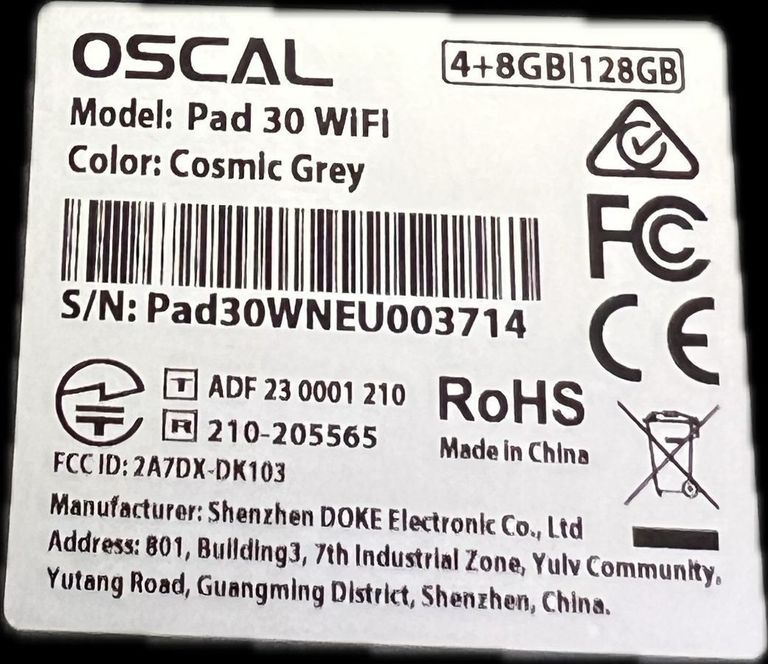 OSCAL
4+8GB|128GB
Model: Pad 30 WiFi
Color: Cosmic Grey
FC
CE
S/N: Pad30WNEU003714
T ADF 23 0001 210
R 210-205565
RoHS
Made in China
FCC ID: 2A7DX-DK103
Manufacturer: Shenzhen DOKE Electronic Co., Ltd
Address: 801, Building3, 7th Industrial Zone, Yulv Community,
Yutang Road, Guangming District, Shenzhen, China.